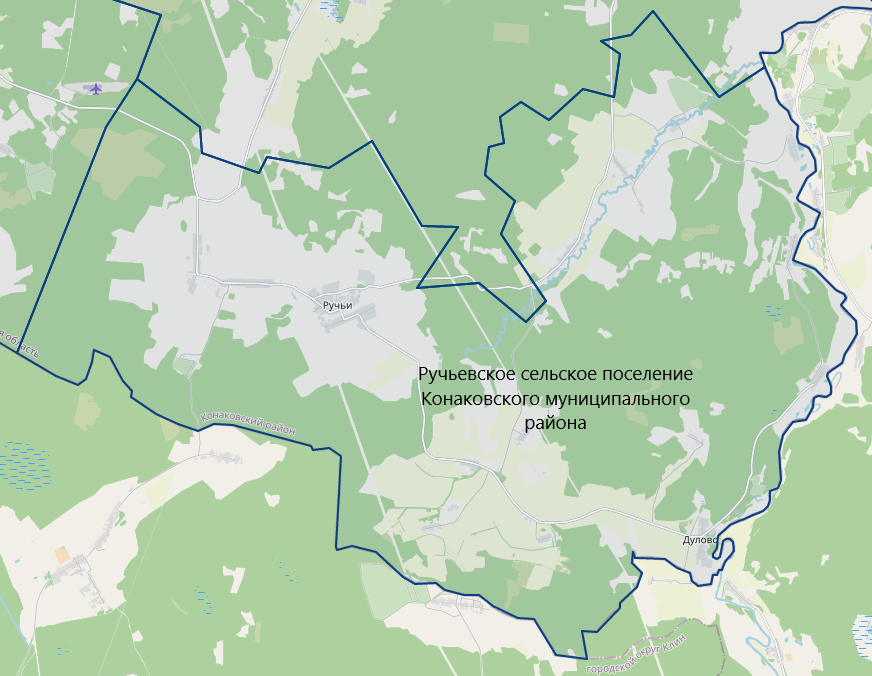 Ручьи
я область
Ручьевское сельское поселение
Конаковского муниципального
района
Конаковский район
Дулово
городской округ Клин